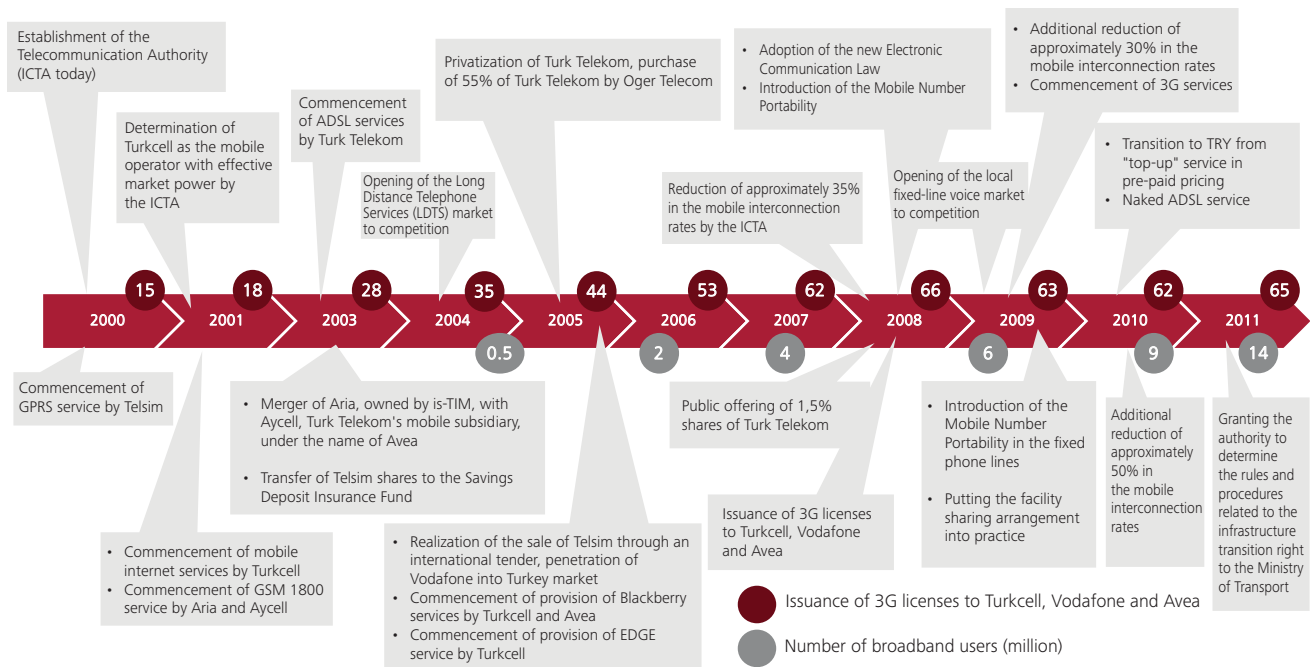 Establishment of the
Telecommunication Authority
(ICTA today)
Determination of
Turkcell as the mobile
operator with effective
market power by
the ICTA
Commencement
of ADSL services
by Turk Telekom
Opening of the Long
Distance Telephone
Services (LDTS) market
to competition
Privatization of Turk Telekom, purchase
of 55% of Turk Telekom by Oger Telecom
Reduction of approximately 35%
in the mobile interconnection
rates by the ICTA
• Adoption of the new Electronic
Communication Law
• Introduction of the Mobile Number
Portability
Opening of the local
fixed-line voice market
to competition
• Additional reduction of
approximately 30% in the
mobile interconnection rates
• Commencement of 3G services
• Transition to TRY from
"top-up" service in
pre-paid pricing
• Naked ADSL service
15 18 28 35 44 53 62 66 63 62 65
2000 2001 2003 2004 2005 2006 2007 2008 2009 2010 2011
0.5 2 4 6 9 14
Commencement of
GPRS service by Telsim
• Commencement of mobile
internet services by Turkcell
• Commencement of GSM 1800
service by Aria and Aycell
• Merger of Aria, owned by is-TIM, with
Aycell, Turk Telekom's mobile subsidiary,
under the name of Avea
• Transfer of Telsim shares to the Savings
Deposit Insurance Fund
• Realization of the sale of Telsim through an
international tender, penetration of
Vodafone into Turkey market
• Commencement of provision of Blackberry
services by Turkcell and Avea
• Commencement of provision of EDGE
service by Turkcell
Public offering of 1,5%
shares of Turk Telekom
Issuance of 3G licenses
to Turkcell, Vodafone
and Avea
• Introduction of the
Mobile Number
Portability in the fixed
phone lines
• Putting the facility
sharing arrangement
into practice
Additional
reduction of
approximately
50% in
the mobile
interconnection
rates
Granting the
authority to
determine
the rules and
procedures
related to the
infrastructure
transition right
to the Ministry
of Transport
Issuance of 3G licenses to Turkcell, Vodafone and Avea
Number of broadband users (million)